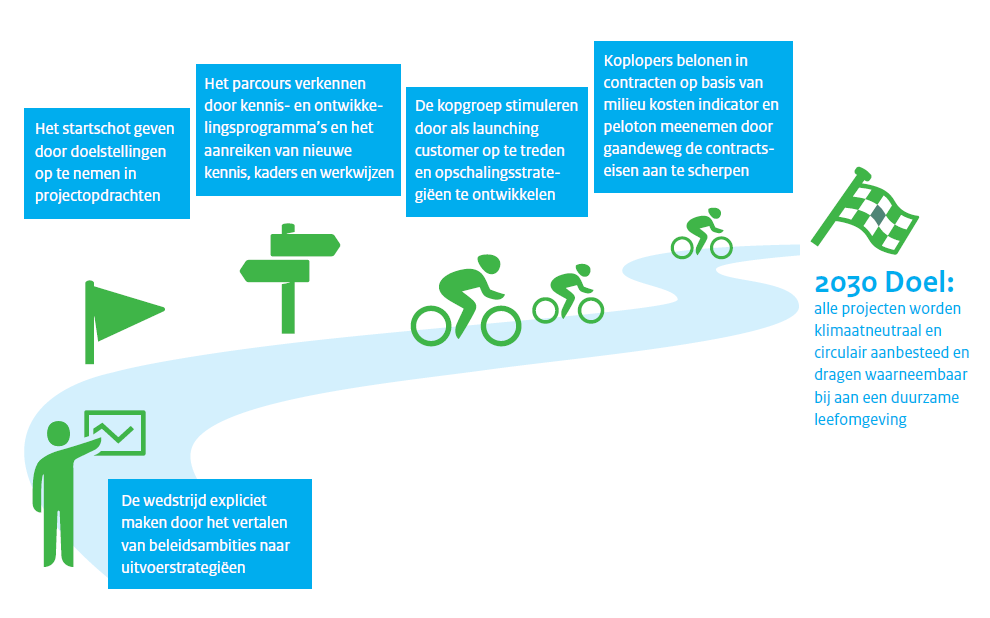 Het startschot geven
door doelstellingen
op te nemen in
projectopdrachten
Het parcours verkennen
door kennis- en ontwikke-
lingsprogramma's en het
aanreiken van nieuwe
kennis, kaders en werkwijzen
De kopgroep stimuleren
door als launching
customer op te treden
en opschalingsstrate-
giëen te ontwikkelen
Koplopers belonen in
contracten op basis van
milieu kosten indicator en
peloton meenemen door
gaandeweg de contracts-
eisen aan te scherpen
2030 Doel:
alle projecten worden
klimaatneutraal en
circulair aanbesteed en
dragen waarneembaar
bij aan een duurzame
leefomgeving
De wedstrijd expliciet
maken door het vertalen
van beleidsambities naar
uitvoerstrategiëen